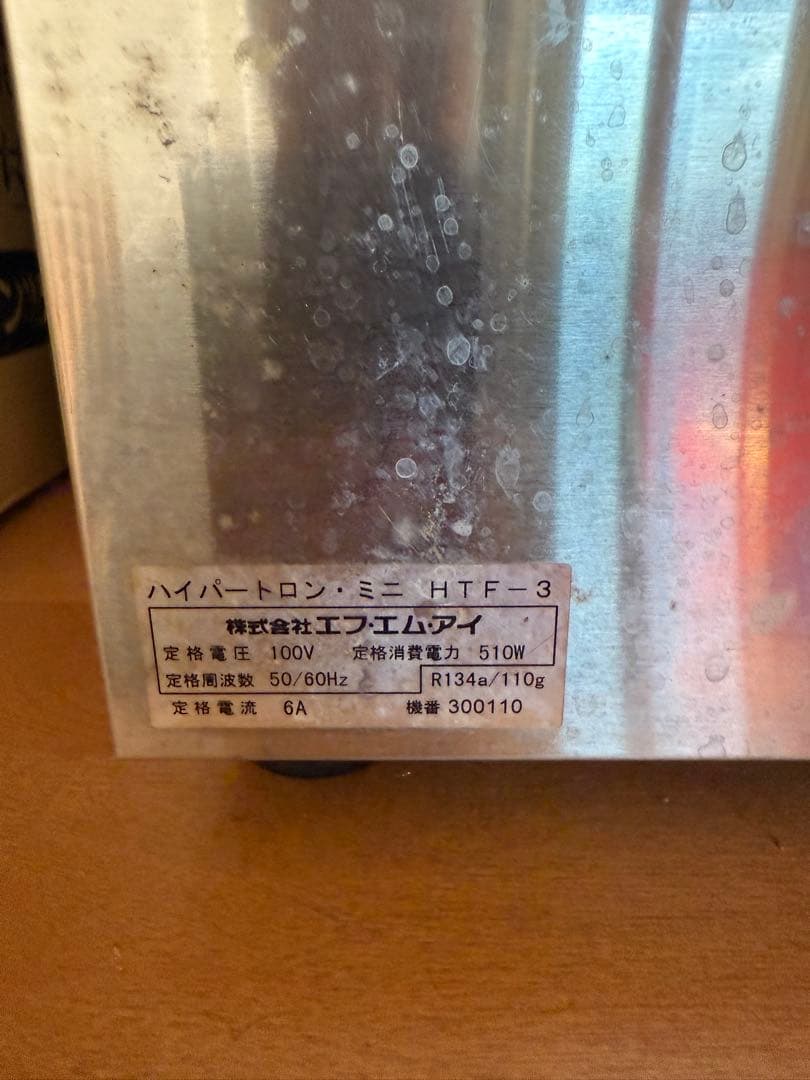 ハイパートロン・ミニ HTF-3
株式会社エフ・エム・アイ
定格電圧 100V 定格消費電力 510W
定格周波数 50/60Hz R134a/110g
定格電流 6A 機番 300110